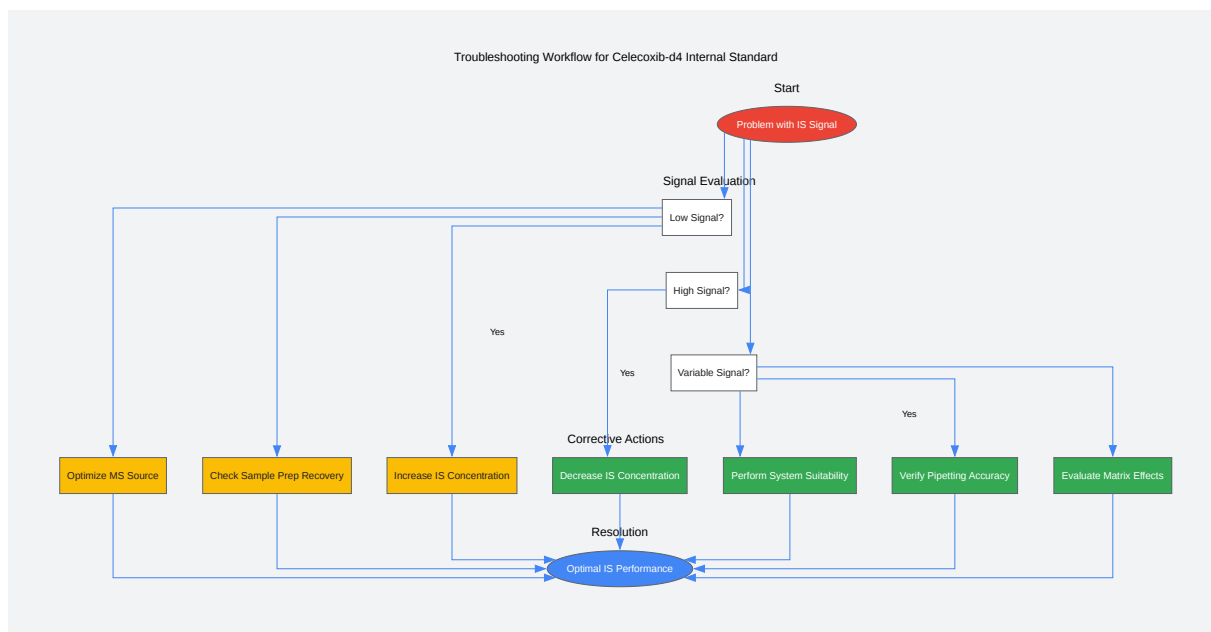 Troubleshooting Workflow for Celecoxib-d4 Internal Standard
Start
Problem with IS Signal
Signal Evaluation
Low Signal?
High Signal?
Yes
Yes
Variable Signal?
Yes
Corrective Actions
Optimize MS Source
Check Sample Prep Recovery
Increase IS Concentration
Decrease IS Concentration
Perform System Suitability
Verify Pipetting Accuracy
Evaluate Matrix Effects
Resolution
Optimal IS Performance